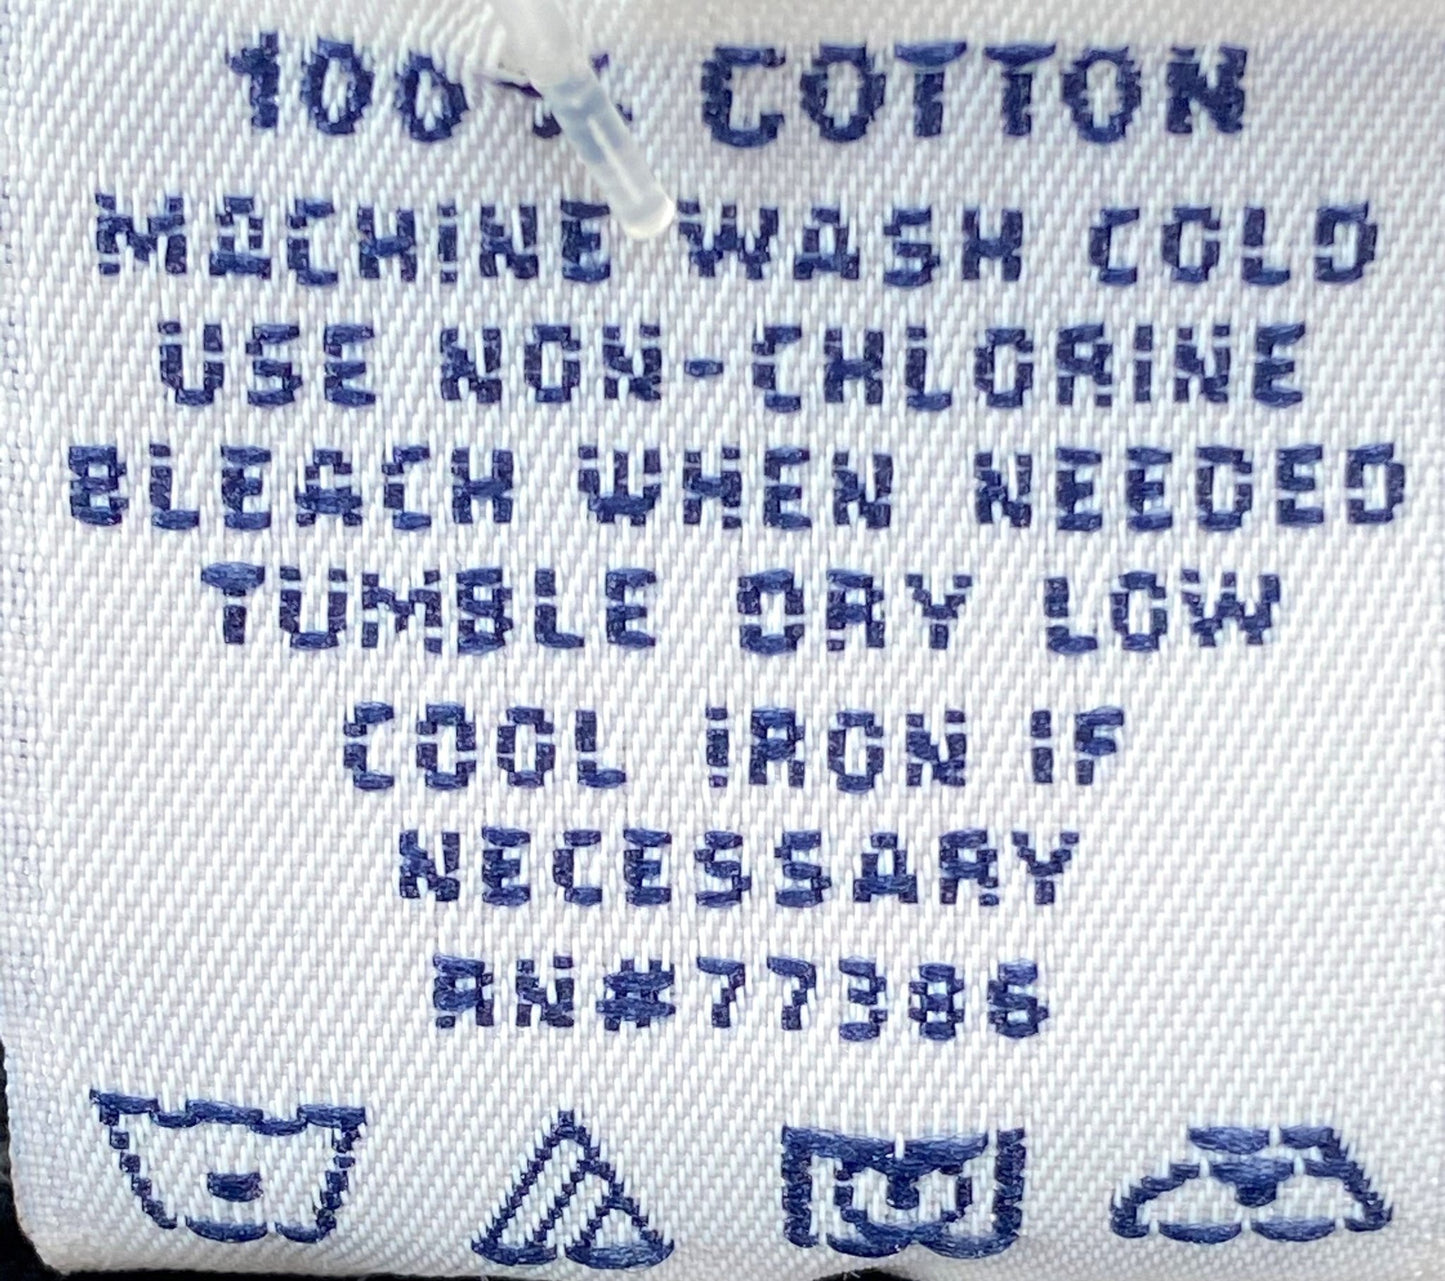 100% COTTON
MACHINE WASH COLD
USE NON-CHLORINE
BLEACH WHEN NEEDED
TUMBLE DRY LOW
COOL IRON IF
NECESSARY
RN#77386